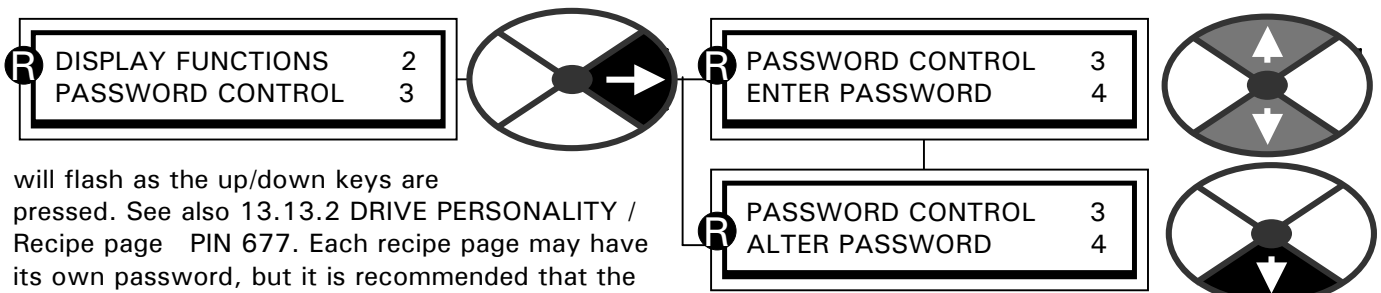 R DISPLAY FUNCTIONS 2
PASSWORD CONTROL 3
R PASSWORD CONTROL 3
ENTER PASSWORD 4
R PASSWORD CONTROL 3
ALTER PASSWORD 4
will flash as the up/down keys are
pressed. See also 13.13.2 DRIVE PERSONALITY /
Recipe page PIN 677. Each recipe page may have
its own password, but it is recommended that the